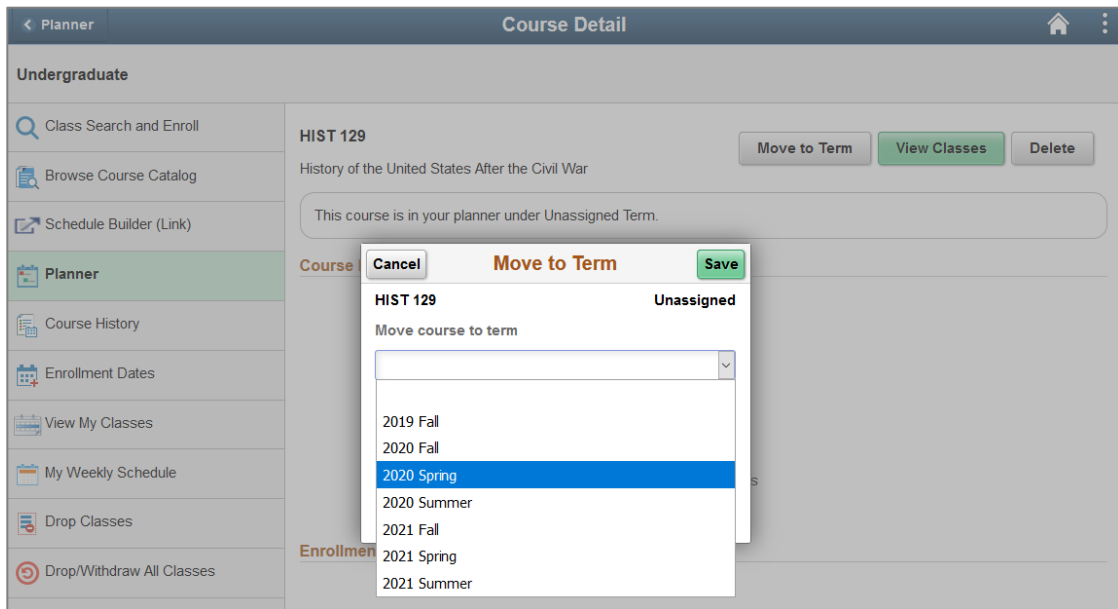 Planner
Course Detail
Undergraduate
Class Search and Enroll
Browse Course Catalog
Schedule Builder (Link)
Planner
Course History
Enrollment Dates
View My Classes
My Weekly Schedule
Drop Classes
Drop/Withdraw All Classes
HIST 129
Move to Term
View Classes
Delete
History of the United States After the Civil War
This course is in your planner under Unassigned Term.
Course
Cancel
Move to Term
Save
HIST 129
Unassigned
Move course to term
2019 Fall
2020 Fall
2020 Spring
2020 Summer
2021 Fall
2021 Spring
2021 Summer
s